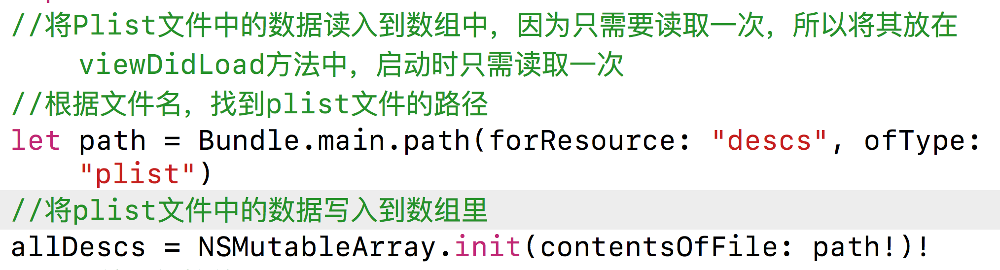 //将Plist文件中的数据读入到数组中，因为只需要读取一次，所以将其放在
viewDidLoad方法中，启动时只需读取一次
//根据文件名，找到plist文件的路径
let path = Bundle.main.path(forResource: "descs", ofType:
"plist")
//将plist文件中的数据写入到数组里
allDescs = NSMutableArray.init(contentsOfFile: path!)!